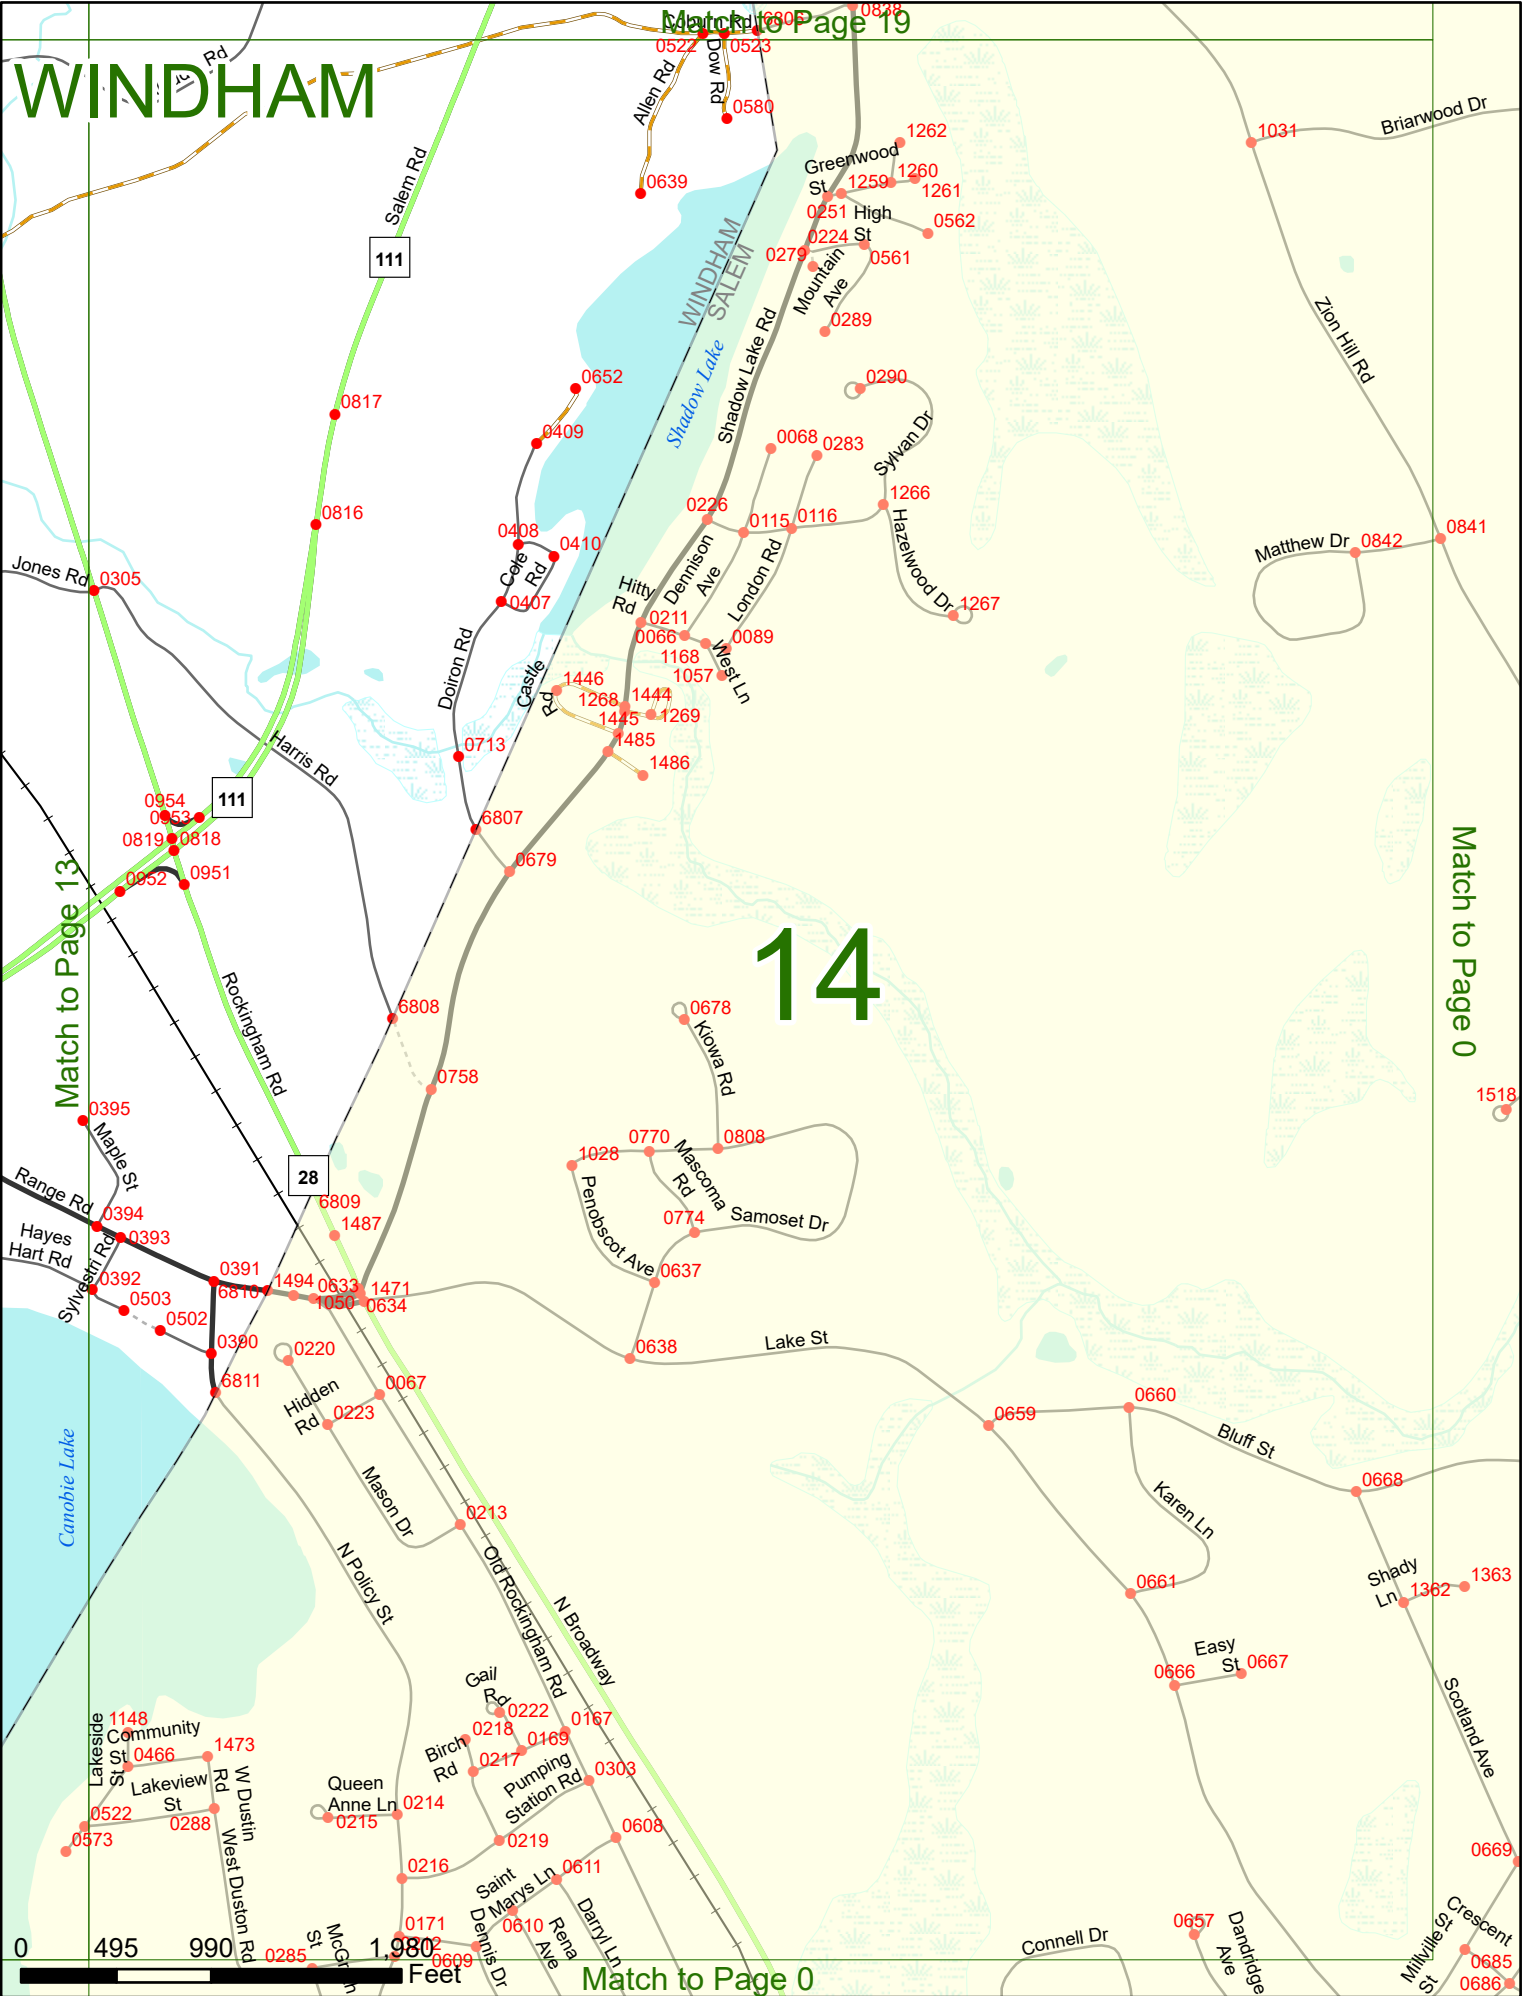 Match to Page 19
WINDHAM
Rd
Coburn Rd
6806
0838
0522
0523
Dow Rd
Allen Rd
0580
0639
Salem Rd
111
1262
Greenwood
St
1259
1260
1261
0251
High
St
0562
0224
0279
0561
Mountain
Ave
0289
1031
Briarwood Dr
WINDHAM
SALEM
Shadow Lake
Shadow Lake Rd
Zion Hill Rd
0290
Sylvan Dr
0652
0817
0409
0068
0283
0816
0226
0115
0116
1266
Hazelwood Dr
1267
0408
0410
Cole
Rd
0407
Dennison
Ave
London Rd
Hitty
Rd
0211
0066
1168
0089
1057
West Ln
Matthew Dr
0842
0841
Jones Rd
0305
Doiron Rd
Castle
Rd
1446
1268
1444
1445
1269
1485
1486
0713
Harris Rd
111
0954
0953
0819
0818
0952
0951
6807
0679
Match to Page 13
Match to Page 0
14
Rockingham Rd
6808
0758
0678
Kiowa Rd
0808
0770
1028
Mascoma
Rd
Penobscot Ave
0774
Samoset Dr
0637
1518
0395
Maple St
Range Rd
0394
0393
Hayes
Hart Rd
Sylvestri Rd
0392
0503
0502
0391
6810
0390
6811
28
6809
1487
1494
0633
1050
1471
0634
0638
Lake St
0220
Hidden
Rd
0067
0223
Mason Dr
0213
Canobie Lake
N Policy St
Old Rockingham Rd
N Broadway
0659
0660
Bluff St
0668
Karen Ln
0661
Shady
Ln
1362
1363
Easy
St
0666
0667
Scotland Ave
Gail
Rd
0222
0218
0167
0169
Birch
Rd
0217
Pumping
Station Rd
0303
Lakeside
St
1148
Community
St
0466
1473
Rd
W Dustin
Lakeview
St
0288
0522
0573
West Duston Rd
Queen
Anne Ln
0215
0214
0219
0216
0608
0611
Saint
Marys Ln
0610
Rena
Ave
Darryl Ln
Dennis Dr
0609
0171
0212
0285
St
0669
Crescent
Millville
St
0685
0686
0657
Dandridge
Ave
Connell Dr
0
495
990
1,980
Feet
Match to Page 0